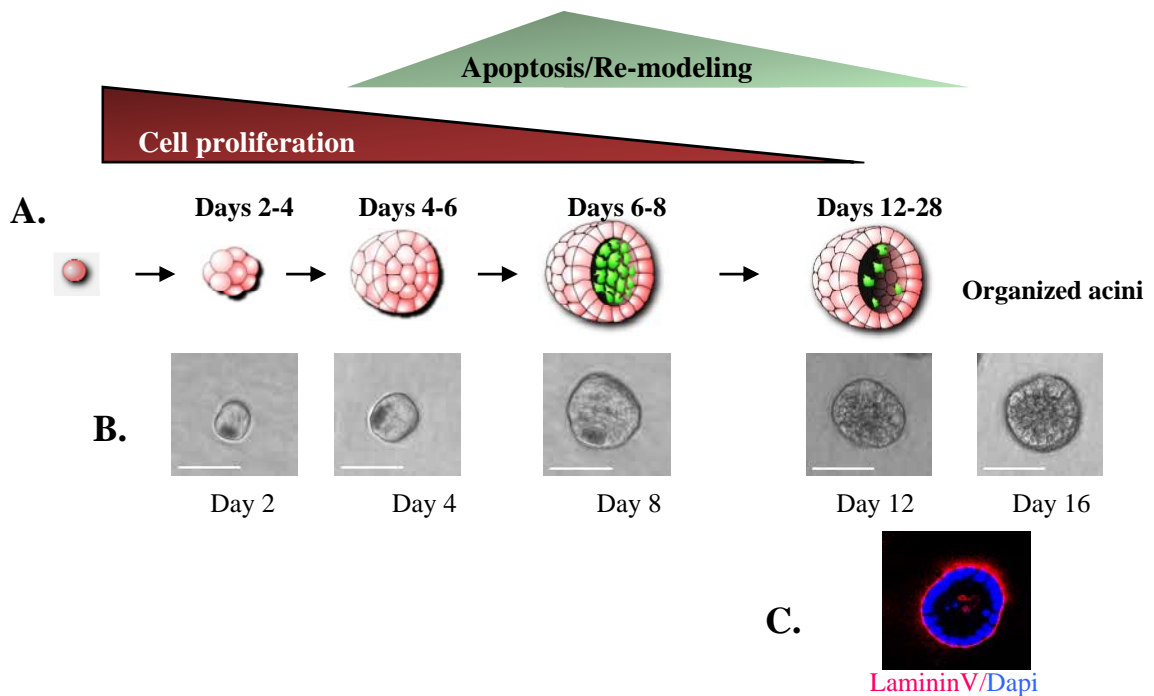 Apoptosis/Re-modeling
Cell proliferation
A.
Days 2-4
Days 4-6
Days 6-8
Days 12-28
Organized acini
B.
Day 2
Day 4
Day 8
Day 12
Day 16
C.
LamininV/Dapi